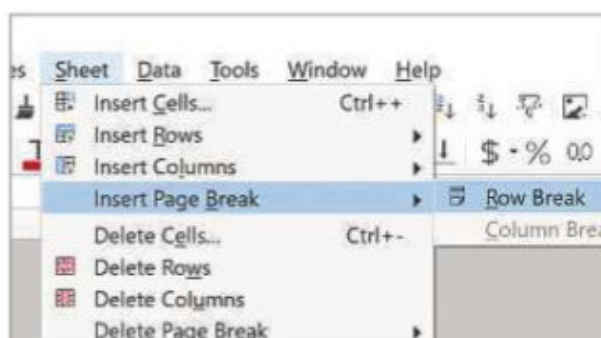 Sheet Data Tools Window Help
Insert Cells... Ctrl++
Insert Rows
$ % 0.0
Insert Columns
Insert Page Break Row Break
Delete Cells... Ctrl+- Column
Delete Rows
Delete Columns
Delete Page Break